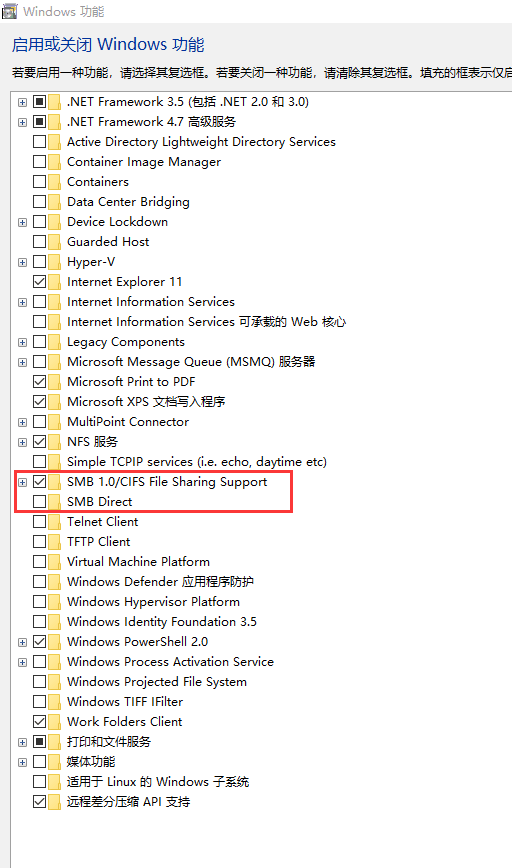 Windows 功能
启用或关闭 Windows 功能
若要启用一种功能，请选择其复选框。若要关闭一种功能，请清除其复选框。填充的框表示仅启
.NET Framework 3.5 (包括 .NET 2.0 和 3.0)
.NET Framework 4.7 高级服务
Active Directory Lightweight Directory Services
Container Image Manager
Containers
Data Center Bridging
Device Lockdown
Guarded Host
Hyper-V
Internet Explorer 11
Internet Information Services
Internet Information Services 可承载的 Web 核心
Legacy Components
Microsoft Message Queue (MSMQ) 服务器
Microsoft Print to PDF
Microsoft XPS 文档写入程序
MultiPoint Connector
NFS 服务
Simple TCPIP services (i.e. echo, daytime etc)
SMB 1.0/CIFS File Sharing Support
SMB Direct
Telnet Client
TFTP Client
Virtual Machine Platform
Windows Defender 应用程序防护
Windows Hypervisor Platform
Windows Identity Foundation 3.5
Windows PowerShell 2.0
Windows Process Activation Service
Windows Projected File System
Windows TIFF IFilter
Work Folders Client
打印和文件服务
媒体功能
适用于 Linux 的 Windows 子系统
远程差分压缩 API 支持